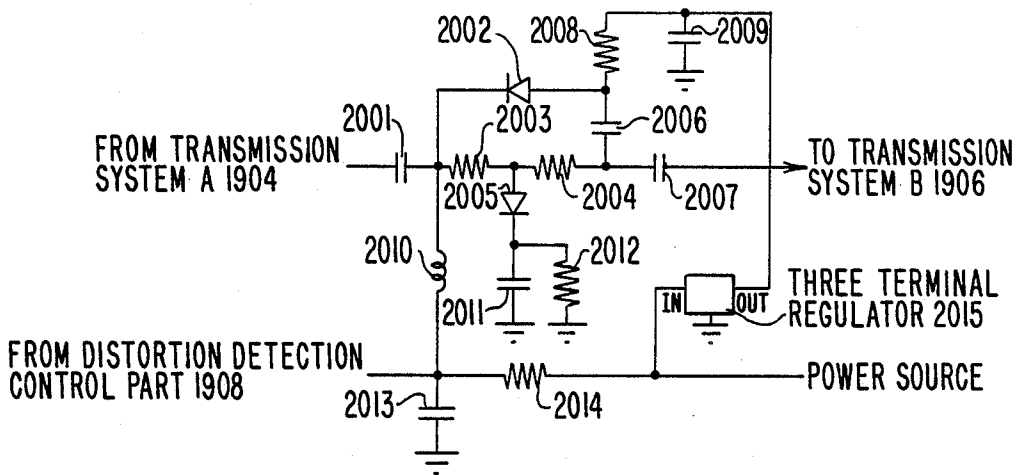 2002
2008
2009
2001
2003
2006
FROM TRANSMISSION
SYSTEM A 1904
TO TRANSMISSION
SYSTEM B 1906
2005
2004
2007
2010
2012
2011
IN
OUT
THREE TERMINAL
REGULATOR 2015
FROM DISTORTION DETECTION
CONTROL PART 1908
POWER SOURCE
2013
2014